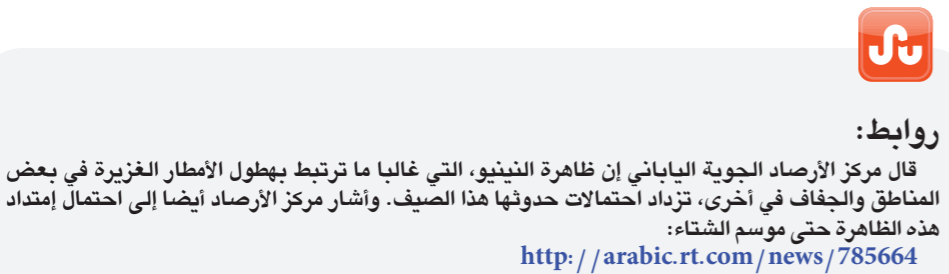 روابط:
قال مركز الأرصاد الجوية الياباني إن ظاهرة النينيو، التي غالبا ما ترتبط بهطول الأمطار الغزيرة في بعض
المناطق والجفاف في أخرى، تزداد احتمالات حدوثها هذا الصيف. وأشار مركز الأرصاد أيضا إلى احتمال إمتداد
هذه الظاهرة حتى موسم الشتاء:
http://arabic.rt.com/news/785664